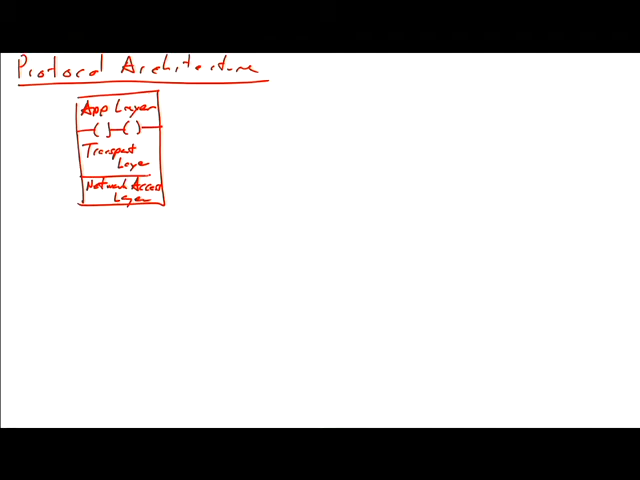 Protocol Architecture
App Layer
Transport
Layer
Network Access
Layer